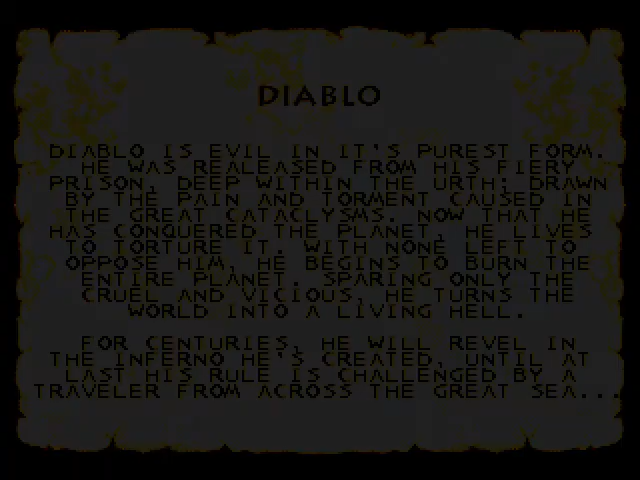 DIABLO
DIABLO IS EVIL IN IT'S PUREST FORM.
HE WAS REALEASED FROM HIS FIERY
PRISON, DEEP WITHIN THE URTH; DRAWN
BY THE PAIN AND TORMENT CAUSED IN
THE GREAT CATACLYSMS. NOW THAT HE
HAS CONQUERED THE PLANET, HE LIVES
TO TORTURE IT. WITH NONE LEFT TO
OPPOSE HIM, HE BEGINS TO BURN THE
ENTIRE PLANET. SPARING ONLY THE
CRUEL AND VICIOUS, HE TURNS THE
WORLD INTO A LIVING HELL.
FOR CENTURIES, HE WILL REVEL IN
THE INFERNO HE'S CREATED, UNTIL AT
LAST HIS RULE IS CHALLENGED BY A
TRAVELER FROM ACROSS THE GREAT SEA...